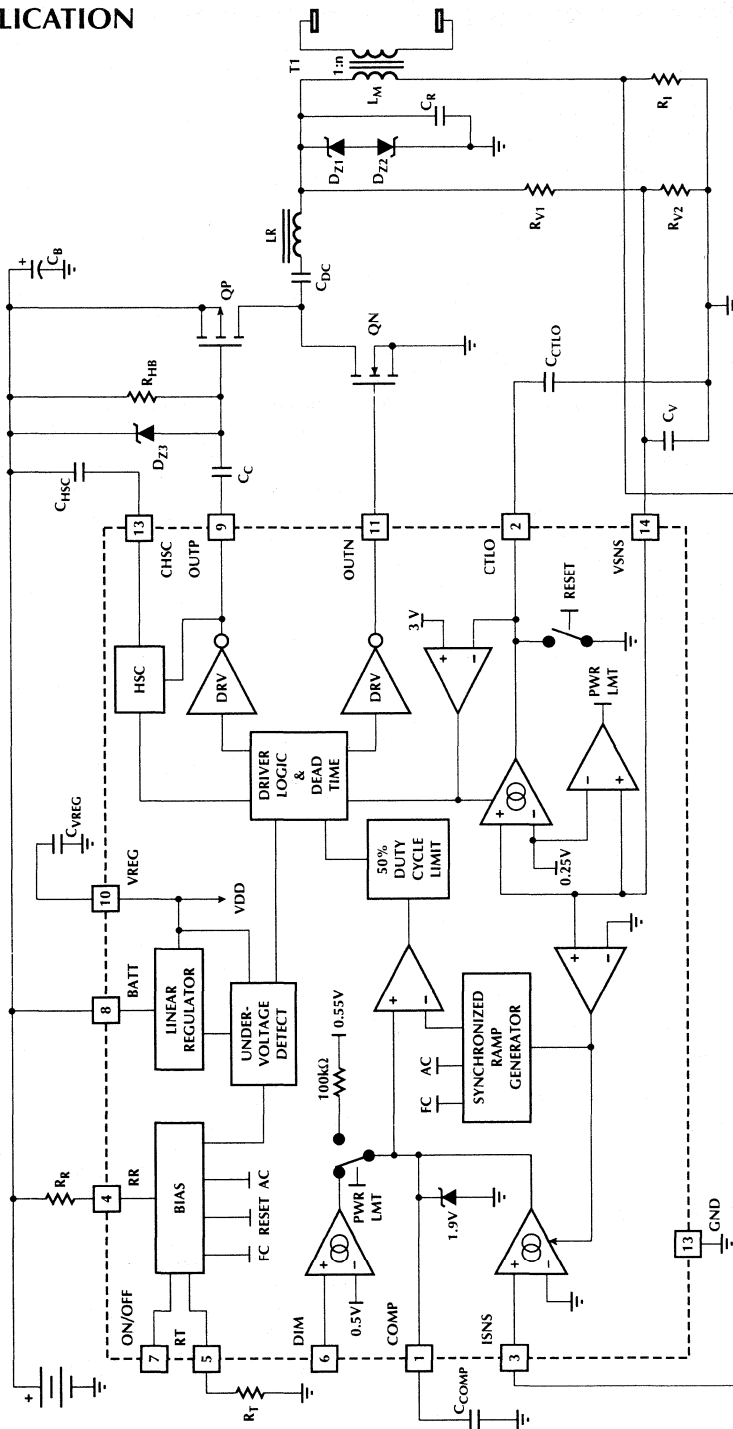 LICATION
T1
1:n
LM
CR
RI
DZ1
DZ2
RV1
RV2
LR
CDC
CB
+
QP
QN
RHB
DZ3
CC
CHSC
CCTLO
CV
13
CHSC
9
OUTP
11
OUTN
2
CTLO
14
VSNS
HSC
DRV
DRV
3 V
+
−
RESET
PWR
LMT
DRIVER
LOGIC
&
DEAD
TIME
50%
DUTY
CYCLE
LIMIT
+
−
0.25V
−
+
+
−
CVREG
10
VREG
VDD
8
BATT
LINEAR
REGULATOR
UNDER-
VOLTAGE
DETECT
100kΩ
0.55V
+
−
SYNCHRONIZED
RAMP
GENERATOR
FC
AC
RR
4
RR
BIAS
FC
RESET
AC
PWR
LMT
1.9V
+
−
0.5V
+
−
13
GND
ON/OFF
7
RT
5
RT
DIM
6
COMP
1
CCOMP
ISNS
3
+